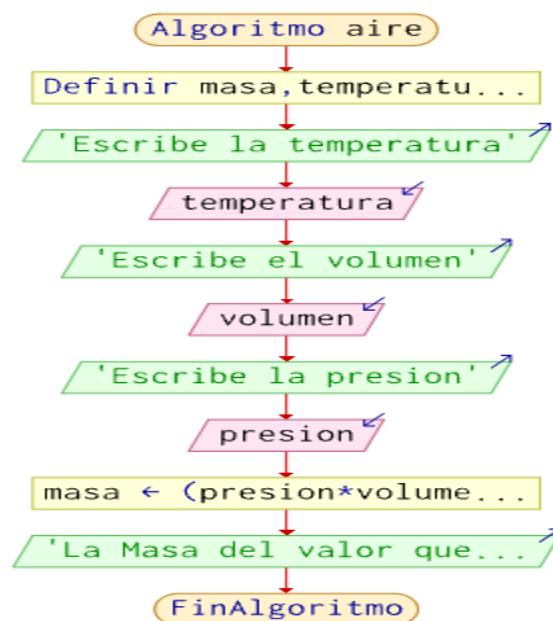 Algoritmo aire
Definir masa,temperatu...
'Escribe la temperatura'
temperatura
'Escribe el volumen'
volumen
'Escribe la presion'
presion
masa ← (presion*volume...
'La Masa del valor que...
FinAlgoritmo